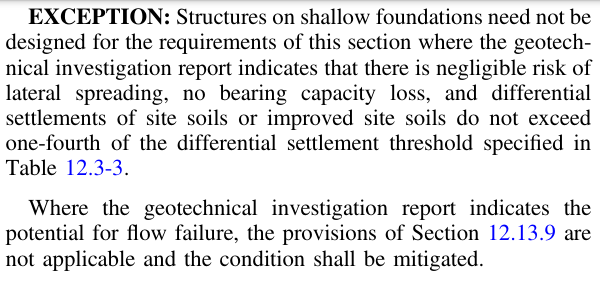 EXCEPTION: Structures on shallow foundations need not be
designed for the requirements of this section where the geotech-
nical investigation report indicates that there is negligible risk of
lateral spreading, no bearing capacity loss, and differential
settlements of site soils or improved site soils do not exceed
one-fourth of the differential settlement threshold specified in
Table 12.3-3.
Where the geotechnical investigation report indicates the
potential for flow failure, the provisions of Section 12.13.9 are
not applicable and the condition shall be mitigated.